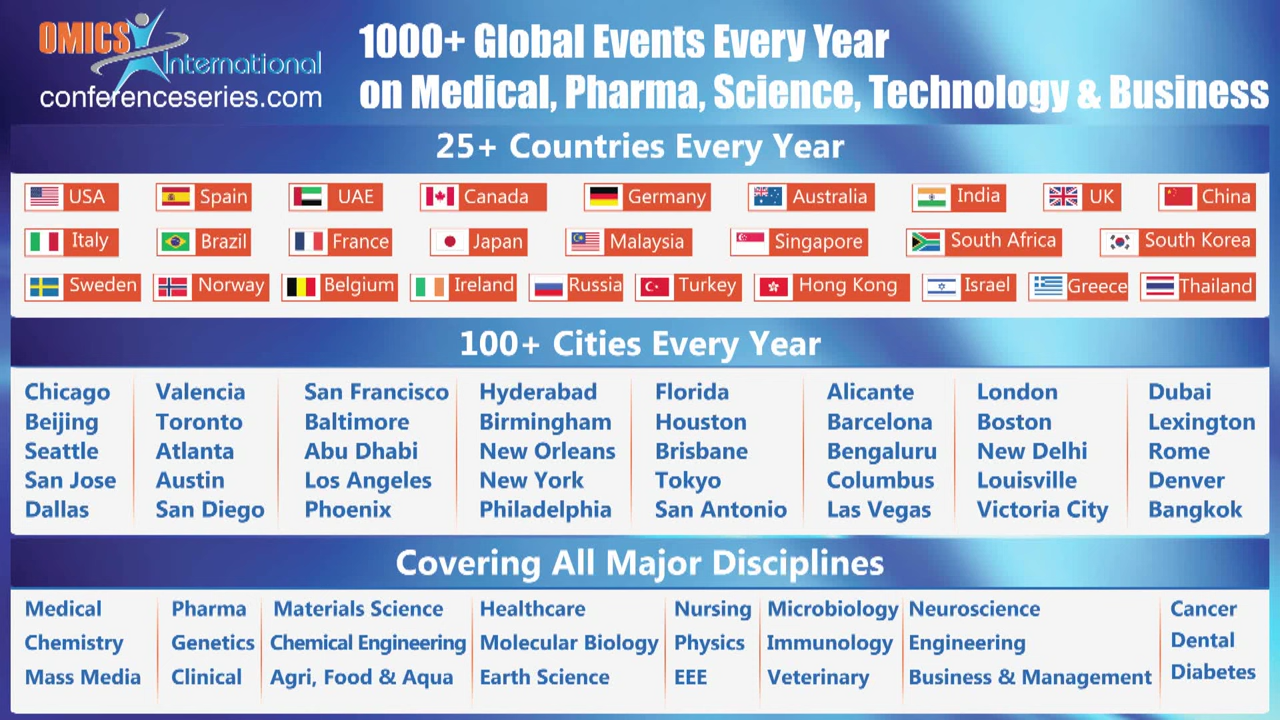 OMICS International
conferenceseries.com
1000+ Global Events Every Year
on Medical, Pharma, Science, Technology & Business
25+ Countries Every Year
USA Spain UAE Canada Germany Australia India UK China
Italy Brazil France Japan Malaysia Singapore South Africa South Korea
Sweden Norway Belgium Ireland Russia Turkey Hong Kong Israel Greece Thailand
100+ Cities Every Year
Chicago Valencia San Francisco Hyderabad Florida Alicante London Dubai
Beijing Toronto Baltimore Birmingham Houston Barcelona Boston Lexington
Seattle Atlanta Abu Dhabi New Orleans Brisbane Bengaluru New Delhi Rome
San Jose Austin Los Angeles New York Tokyo Columbus Louisville Denver
Dallas San Diego Phoenix Philadelphia San Antonio Las Vegas Victoria City Bangkok
Covering All Major Disciplines
Medical Pharma Materials Science Healthcare Nursing Microbiology Neuroscience Cancer
Chemistry Genetics Chemical Engineering Molecular Biology Physics Immunology Engineering Dental
Mass Media Clinical Agri, Food & Aqua Earth Science EEE Veterinary Business & Management Diabetes